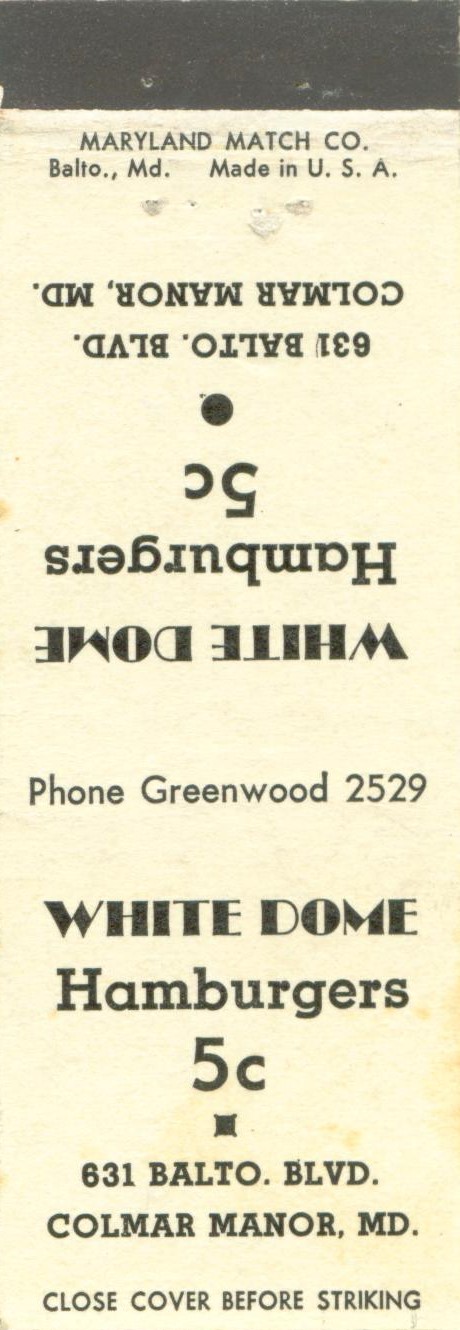 MARYLAND MATCH CO.
Balto., Md. Made in U. S. A.
WHITE DOME
Hamburgers
5c
631 BALTO. BLVD.
COLMAR MANOR, MD.
Phone Greenwood 2529
WHITE DOME
Hamburgers
5c
631 BALTO. BLVD.
COLMAR MANOR, MD.
CLOSE COVER BEFORE STRIKING